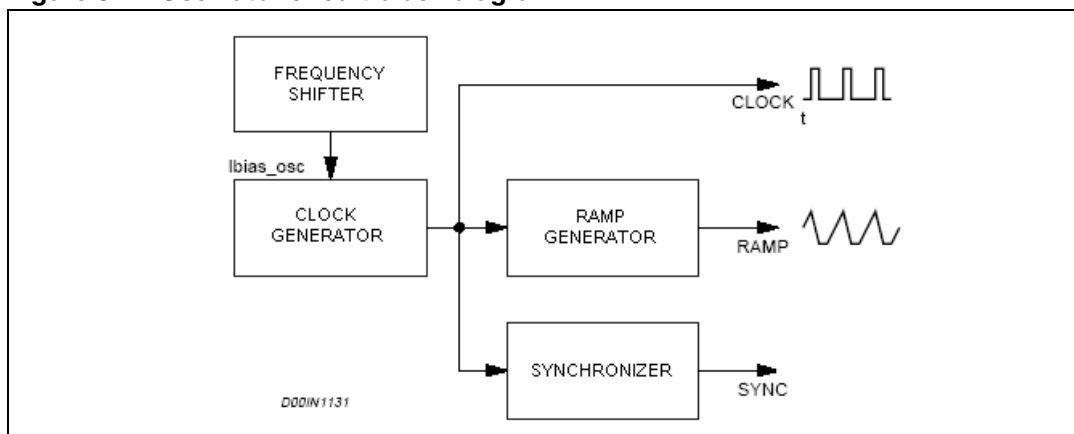 FREQUENCY
SHIFTER
CLOCK
t
Ibias_osc
CLOCK
GENERATOR
RAMP
GENERATOR
RAMP
SYNCHRONIZER
SYNC
D00IN1131